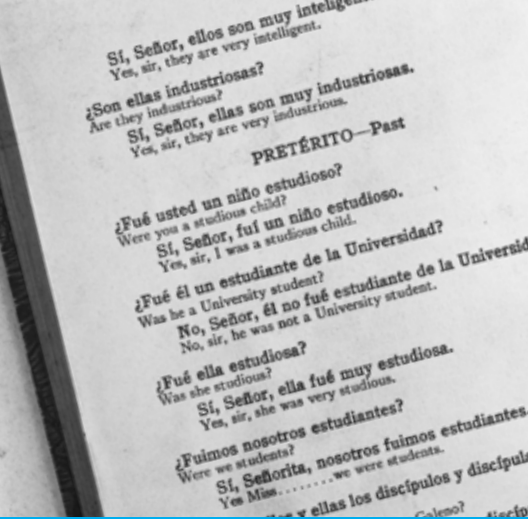 Sí, Señor, ellos son muy
Yes, sir, they are very intelligent.
¿Son ellas industriosas?
Are they industrious?
Sí, Señor, ellas son muy industriosas.
Yes, sir, they are very industrious.
PRETÉRITO—Past
¿Fué usted un niño estudioso?
Were you a studious child?
Sí, Señor, fuí un niño estudioso.
Yes, sir, I was a studious child.
¿Fué él un estudiante de la Universidad?
Was he a University student?
No, Señor, él no fué estudiante de la
No, sir, he was not a University student.
¿Fué ella estudiosa?
Was she studious?
Sí, Señor, ella fué muy estudiosa.
Yes, sir, she was very studious.
¿Fuimos nosotros estudiantes?
Were we students?
Sí, Señorita, nosotros fuimos estudiantes.
Yes Miss........we were students.
y ellas los discípulos y
Galeno?